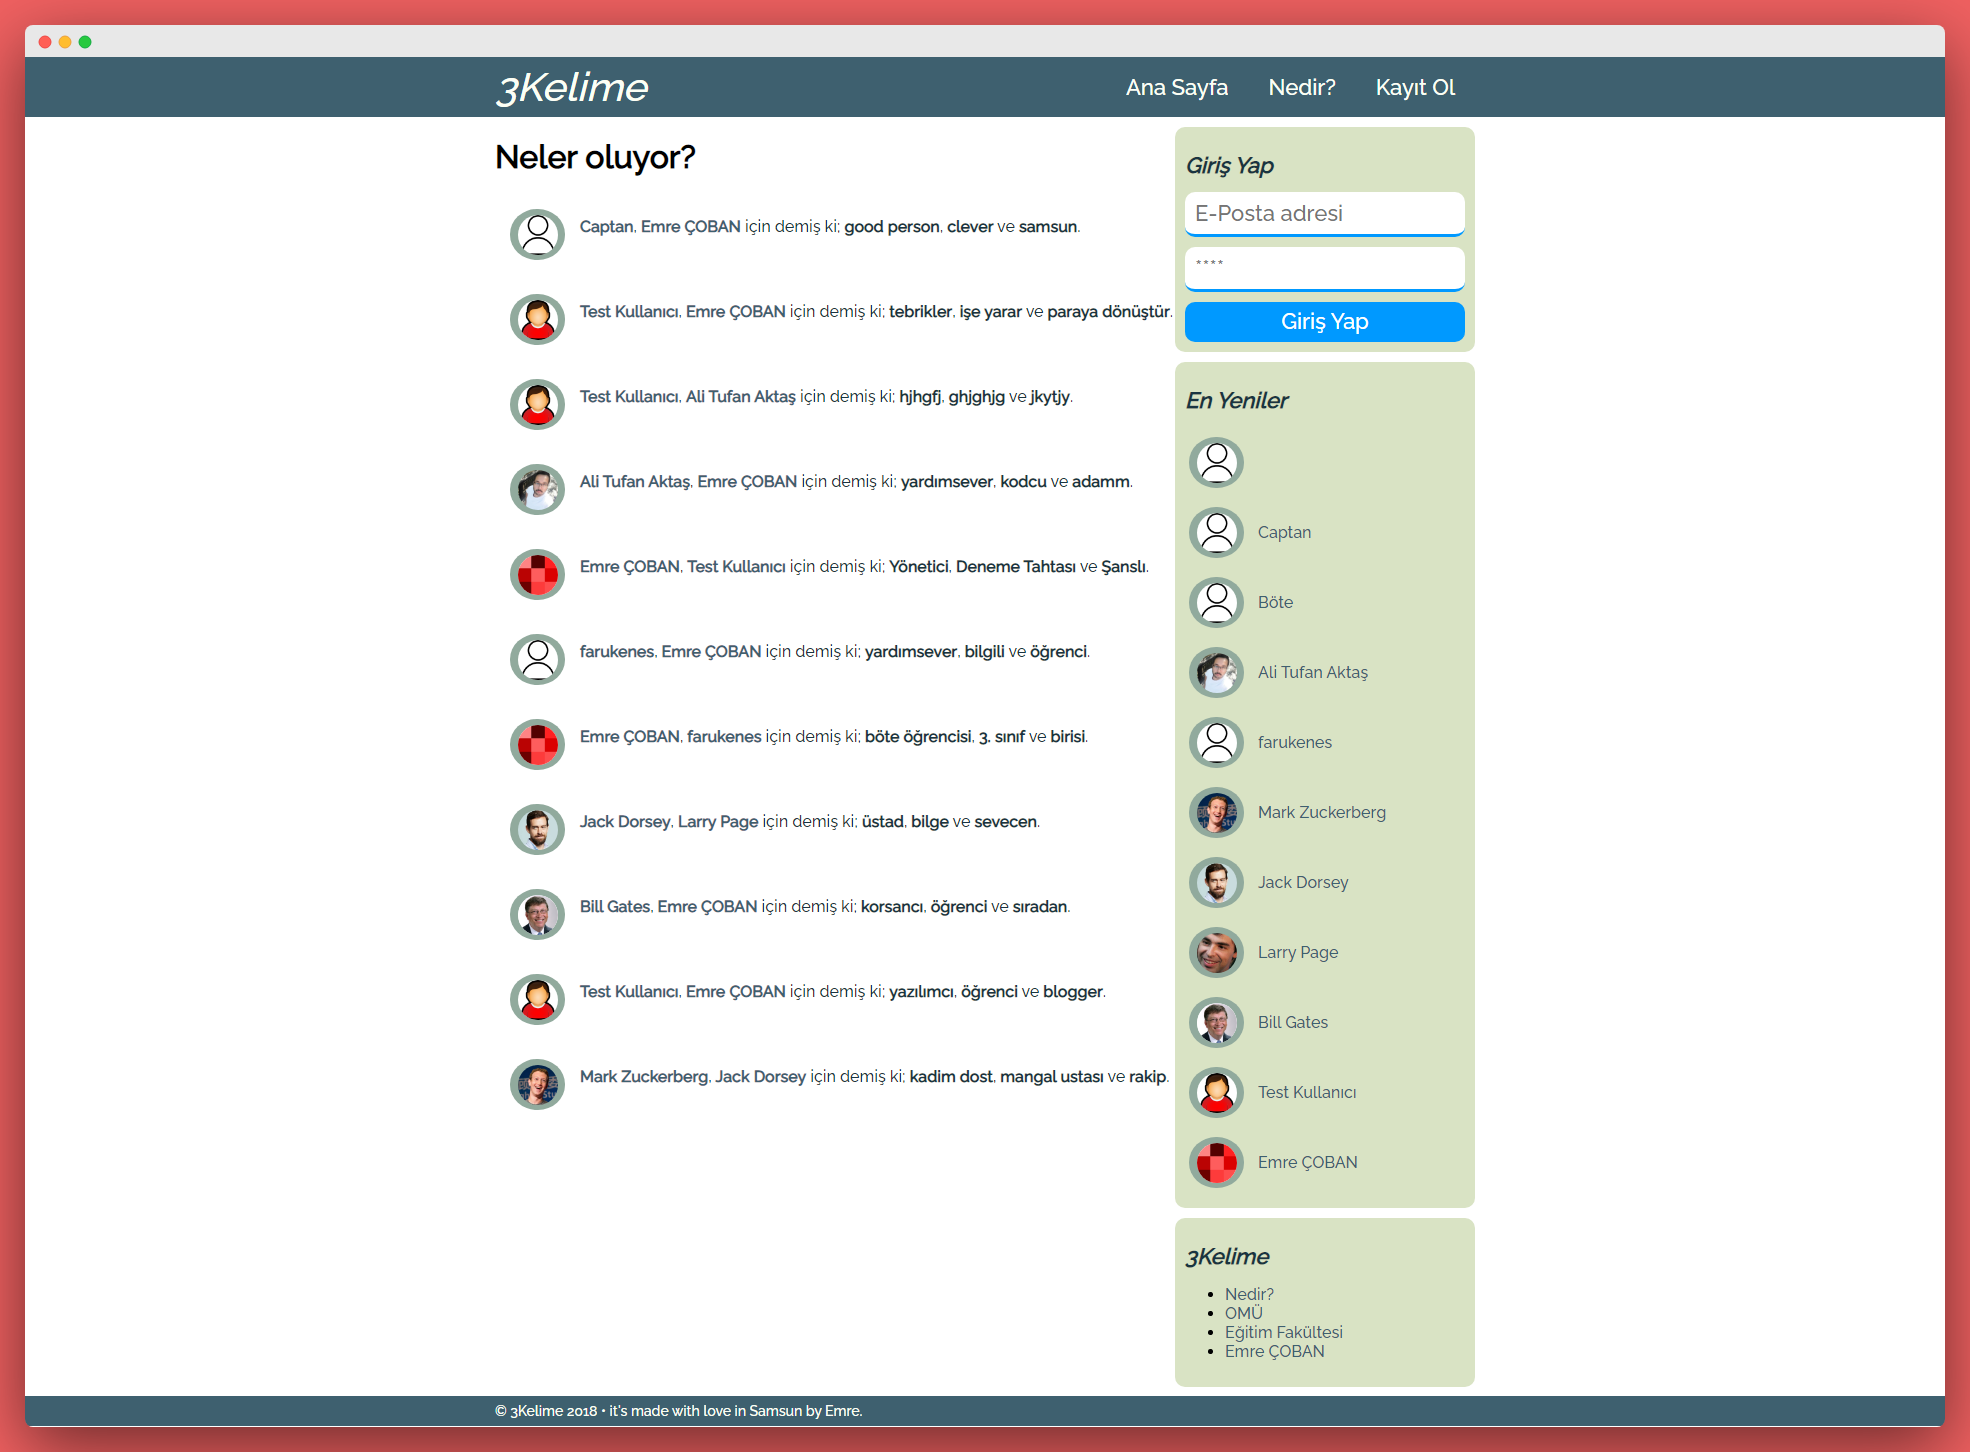 3Kelime
Ana Sayfa Nedir? Kayıt Ol
Neler oluyor?
Captan, Emre ÇOBAN için demiş ki; good person, clever ve samsun.
Test Kullanıcı, Emre ÇOBAN için demiş ki; tebrikler, işe yarar ve paraya dönüştür.
Test Kullanıcı, Ali Tufan Aktaş için demiş ki; hjhgfj, ghjghjg ve jkytjy.
Ali Tufan Aktaş, Emre ÇOBAN için demiş ki; yardımsever, kodcu ve adamm.
Emre ÇOBAN, Test Kullanıcı için demiş ki; Yönetici, Deneme Tahtası ve Şanslı.
farukenes, Emre ÇOBAN için demiş ki; yardımsever, bilgili ve öğrenci.
Emre ÇOBAN, farukenes için demiş ki; böte öğrencisi, 3. sınıf ve birisi.
Jack Dorsey, Larry Page için demiş ki; üstad, bilge ve sevecen.
Bill Gates, Emre ÇOBAN için demiş ki; korsancı, öğrenci ve sıradan.
Test Kullanıcı, Emre ÇOBAN için demiş ki; yazılımcı, öğrenci ve blogger.
Mark Zuckerberg, Jack Dorsey için demiş ki; kadim dost, mangal ustası ve rakip.
Giriş Yap
E-Posta adresi
****
Giriş Yap
En Yeniler
Captan
Böte
Ali Tufan Aktaş
farukenes
Mark Zuckerberg
Jack Dorsey
Larry Page
Bill Gates
Test Kullanıcı
Emre ÇOBAN
3Kelime
• Nedir?
• OMÜ
• Eğitim Fakültesi
• Emre ÇOBAN
© 3Kelime 2018 • it's made with love in Samsun by Emre.